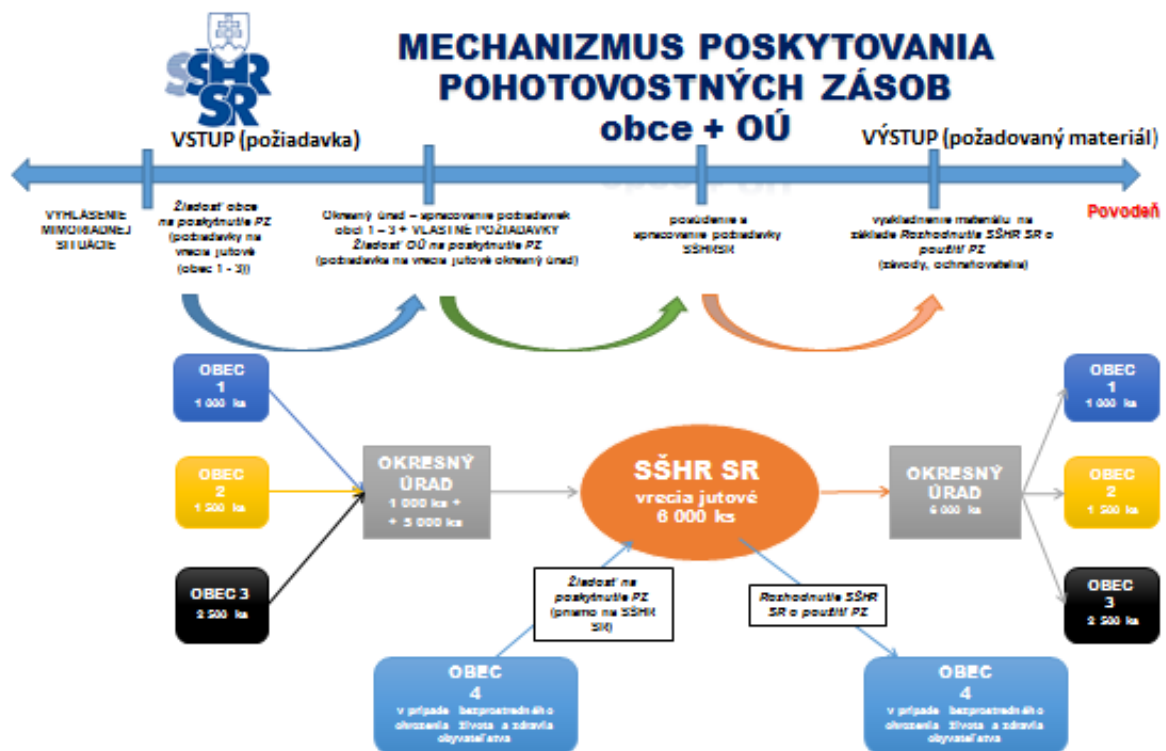 SŠHR
SR
MECHANIZMUS POSKYTOVANIA
POHOTOVOSTNÝCH ZÁSOB
obce + OÚ
VSTUP (požiadavka)
VÝSTUP (požadovaný materiál)
VYHLÁSENIE
MIMORIADNEJ
SITUÁCIE
Žiadosť obce
na poskytnutie PZ
(požiadavky na
vrecia jutové
(obec 1 - 3))
Okresný úrad – spracovanie požiadaviek
obcí 1 – 3 + VLASTNÉ POŽIADAVKY
Žiadosť OÚ na poskytnutie PZ
(požiadavka na vrecia jutové okresný úrad)
posúdenie a
spracovanie požiadavky
SŠHRSR
vyskladnenie materiálu na
základe Rozhodnutie SŠHR SR o
použití PZ
(závody, ochraňovatelia)
Povodeň
OBEC
1
1 000 ks
OBEC
2
1 500 ks
OBEC 3
2 500 ks
OKRESNÝ
ÚRAD
1 000 ks +
+ 5 000 ks
SŠHR SR
vrecia jutové
6 000 ks
OKRESNÝ
ÚRAD
6 000 ks
OBEC
1
1 000 ks
OBEC
2
1 500 ks
OBEC
3
2 500 ks
Žiadosť na
poskytnutie PZ
(priamo na SŠHR
SR)
Rozhodnutie SŠHR
SR o použití PZ
OBEC
4
v prípade bezprostredného
ohrozenia života a zdravia
obyvateľstva
OBEC
4
v prípade bezprostredného
ohrozenia života a zdravia
obyvateľstva